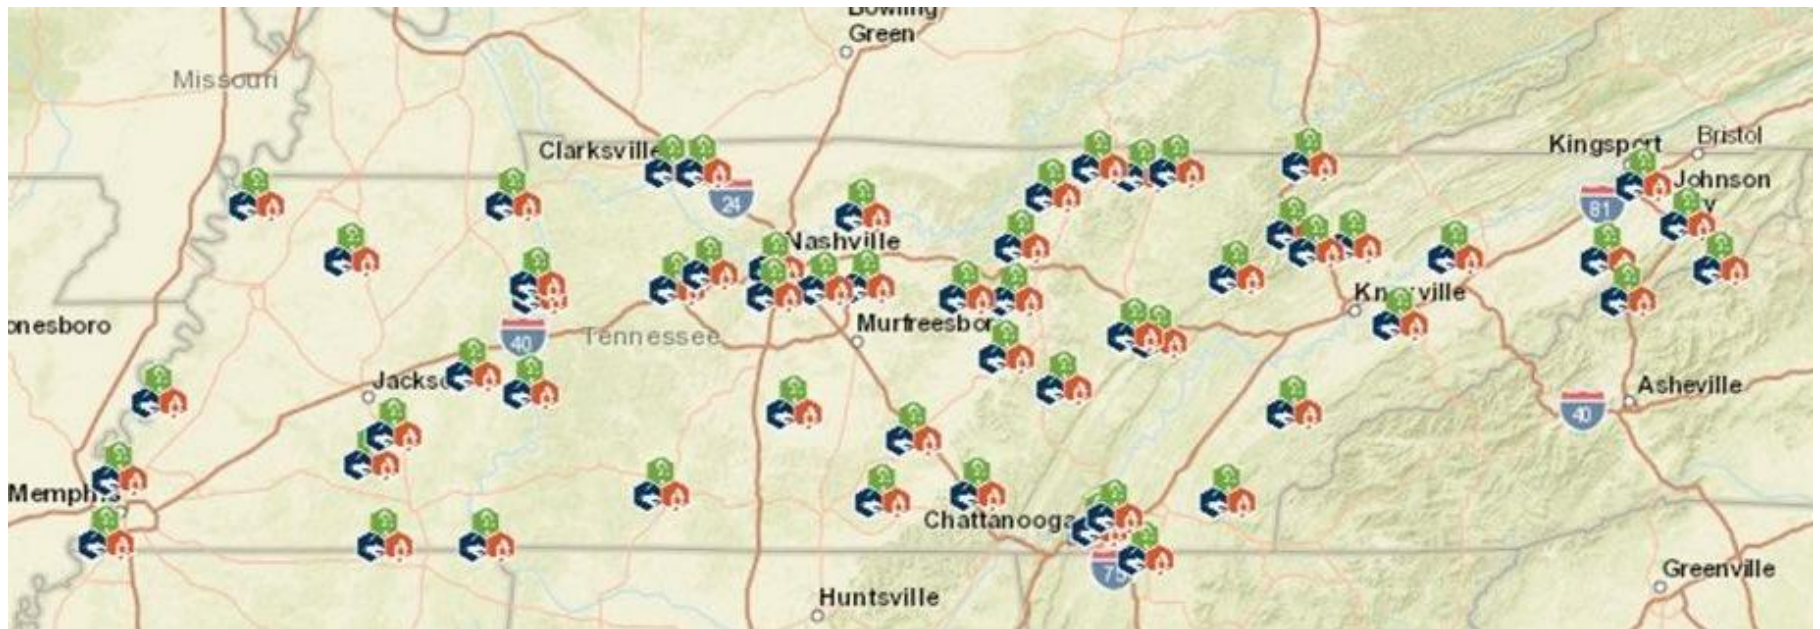 Bowling
Green
Missouri
Clarksville
Kingsport
Bristol
Johnson
24
81
Nashville
Knoxville
onesboro
Tennessee
Murfreesbor
40
Jackso
Asheville
40
Memphis
Chattanooga
75
Greenville
Huntsville